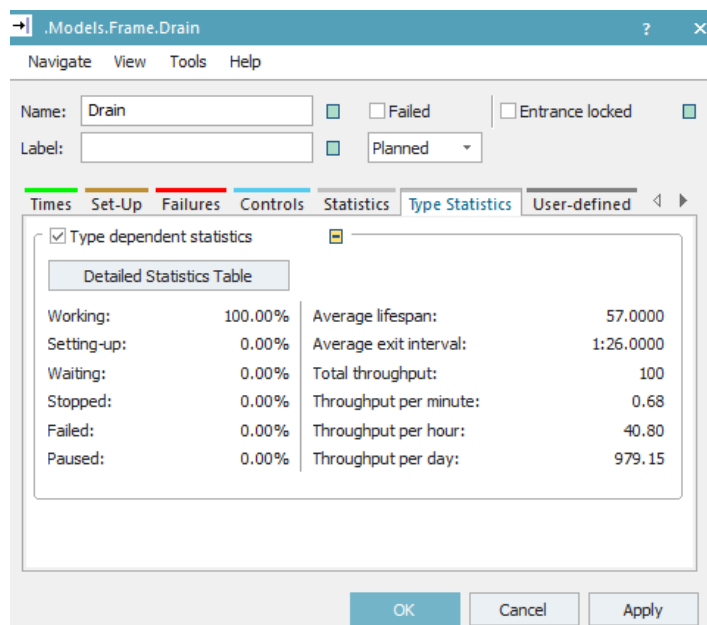 .Models.Frame.Drain ? ×
Navigate View Tools Help
Name: Drain Failed Entrance locked
Label: Planned
Times Set-Up Failures Controls Statistics Type Statistics User-defined
Type dependent statistics
Detailed Statistics Table
Working: 100.00% Average lifespan: 57.0000
Setting-up: 0.00% Average exit interval: 1:26.0000
Waiting: 0.00% Total throughput: 100
Stopped: 0.00% Throughput per minute: 0.68
Failed: 0.00% Throughput per hour: 40.80
Paused: 0.00% Throughput per day: 979.15
OK Cancel Apply